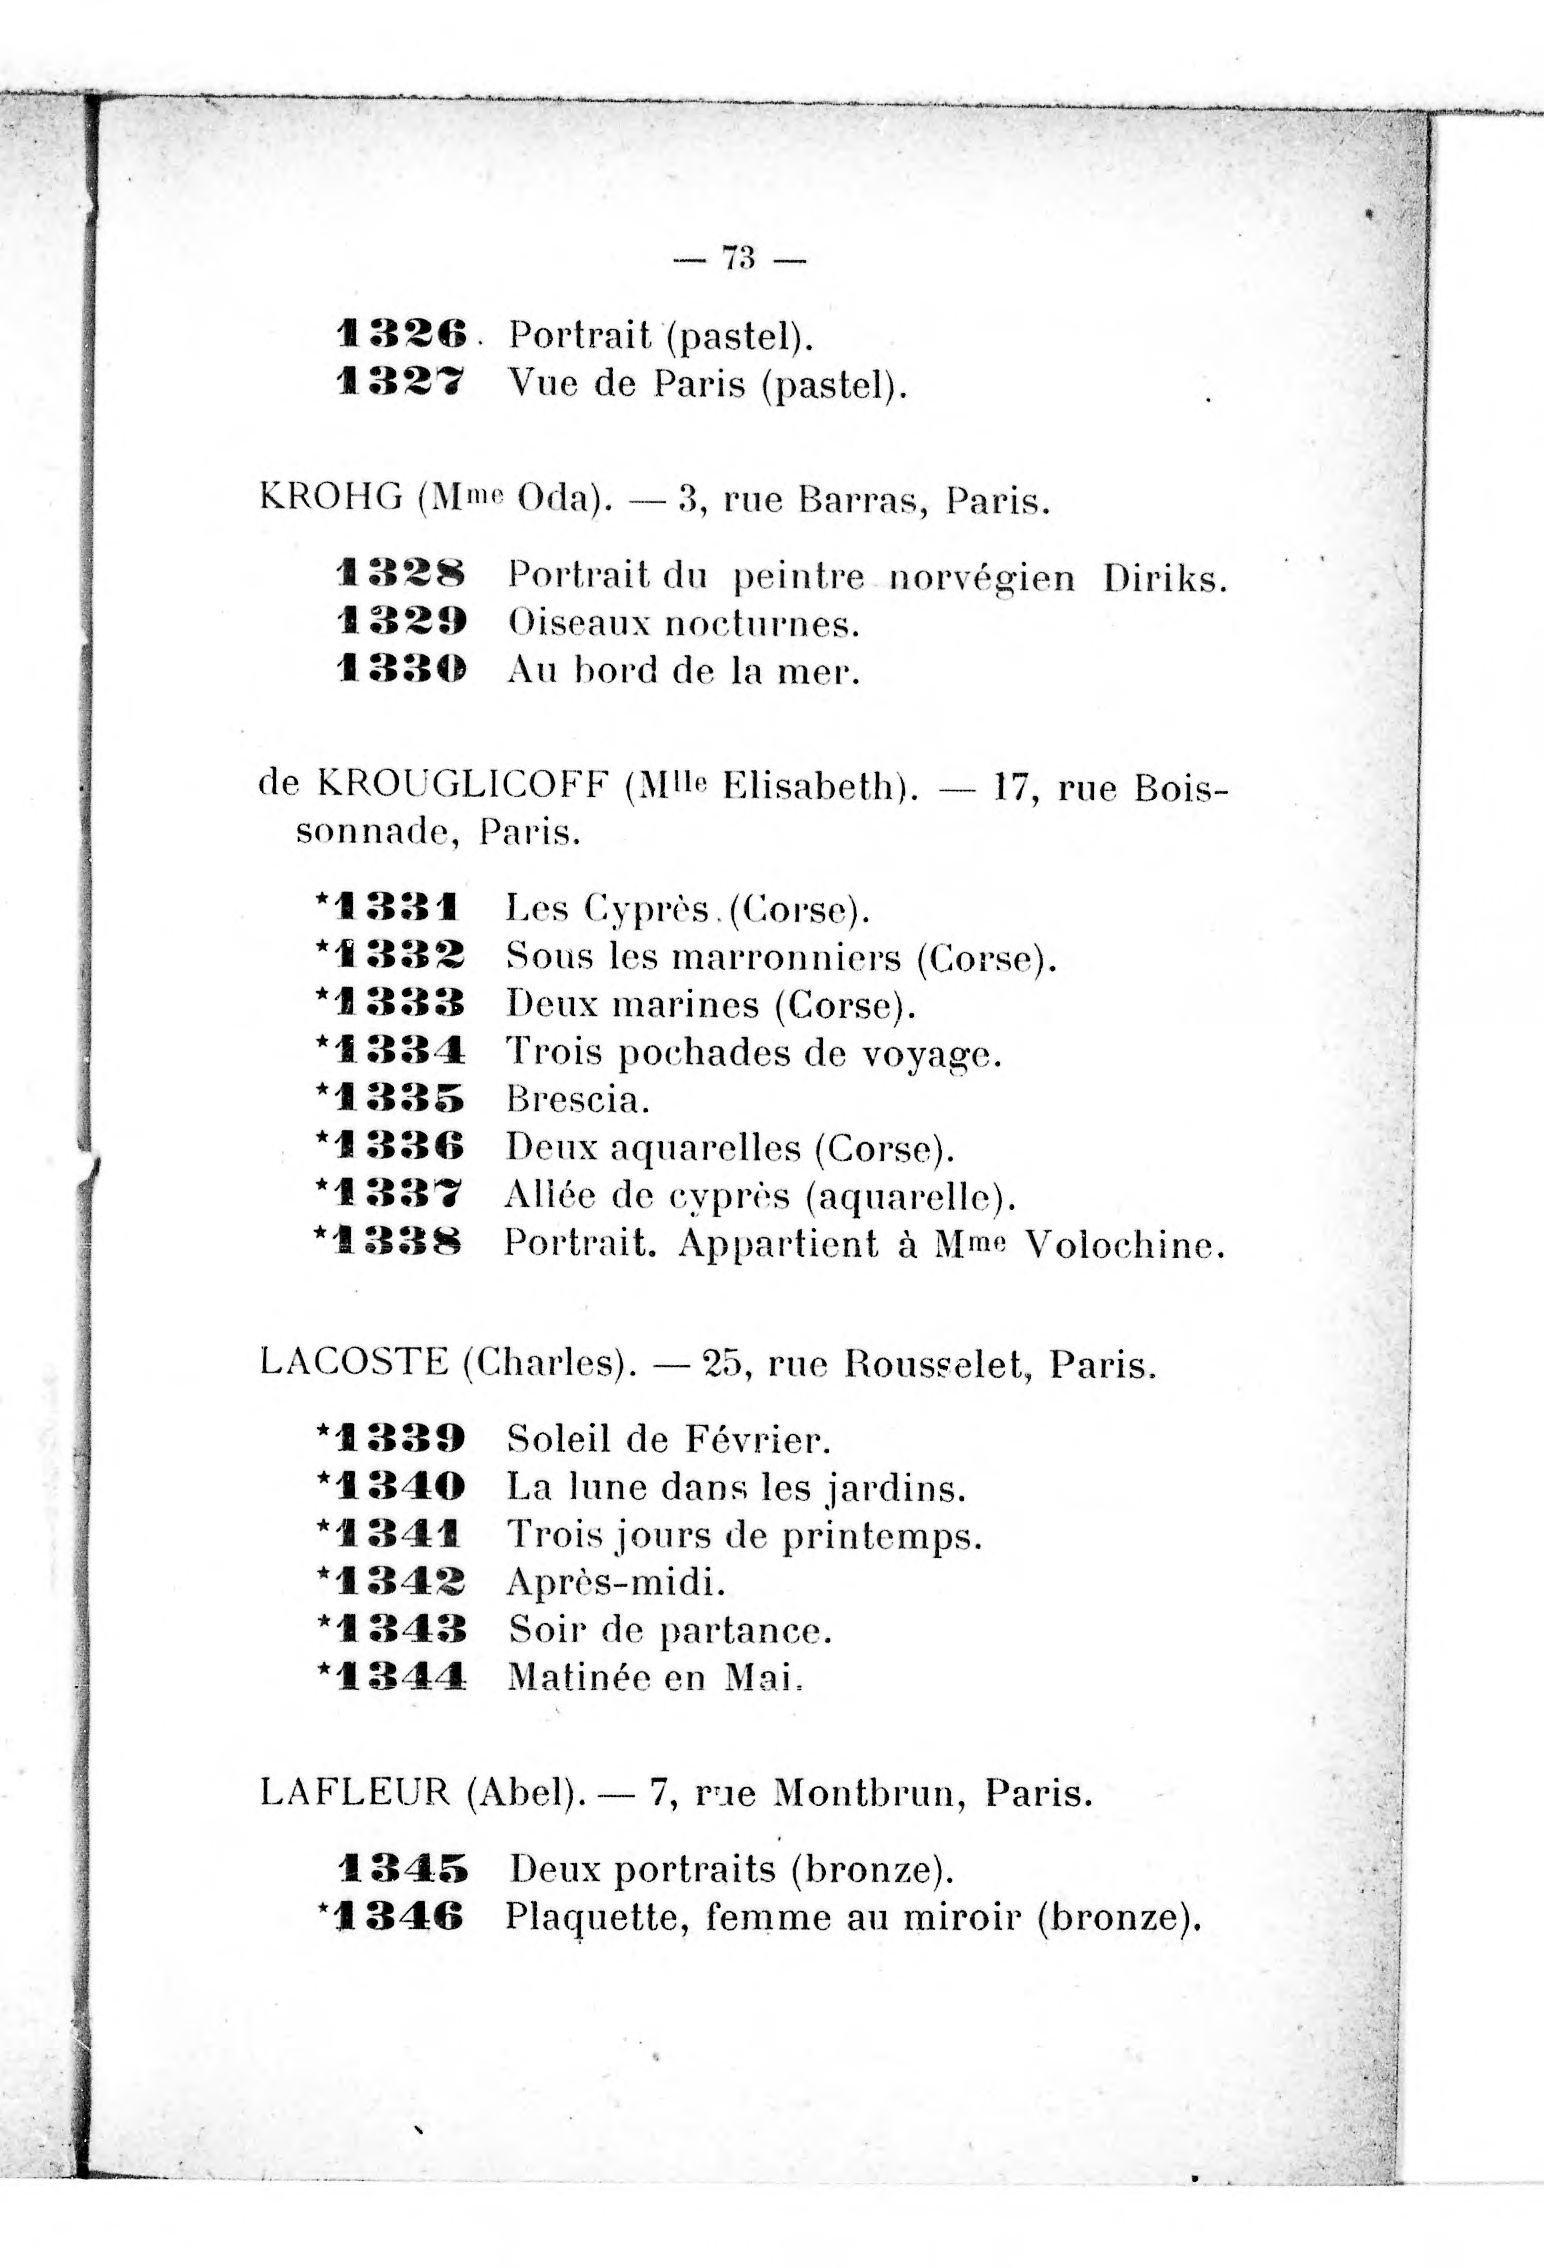 — 73 —
1326 Portrait (pastel).
1327 Vue de Paris (pastel).
KROHG (Mme Oda). — 3, rue Barras, Paris.
1328 Portrait du peintre norvégien Diriks.
1329 Oiseaux nocturnes.
1330 Au bord de la mer.
de KROUGLICOFF (Mlle Elisabeth). — 17, rue Bois-
sonnade, Paris.
*1331 Les Cyprès (Corse).
*1332 Sous les marronniers (Corse).
*1333 Deux marines (Corse).
*1334 Trois pochades de voyage.
*1335 Brescia.
*1336 Deux aquarelles (Corse).
*1337 Allée de cyprès (aquarelle).
*1338 Portrait. Appartient à Mme Volochine.
LACOSTE (Charles). — 25, rue Rousselet, Paris.
*1339 Soleil de Février.
*1340 La lune dans les jardins.
*1341 Trois jours de printemps.
*1342 Après-midi.
*1343 Soir de partance.
*1344 Matinée en Mai.
LAFLEUR (Abel). — 7, rue Montbrun, Paris.
1345 Deux portraits (bronze).
*1346 Plaquette, femme au miroir (bronze).